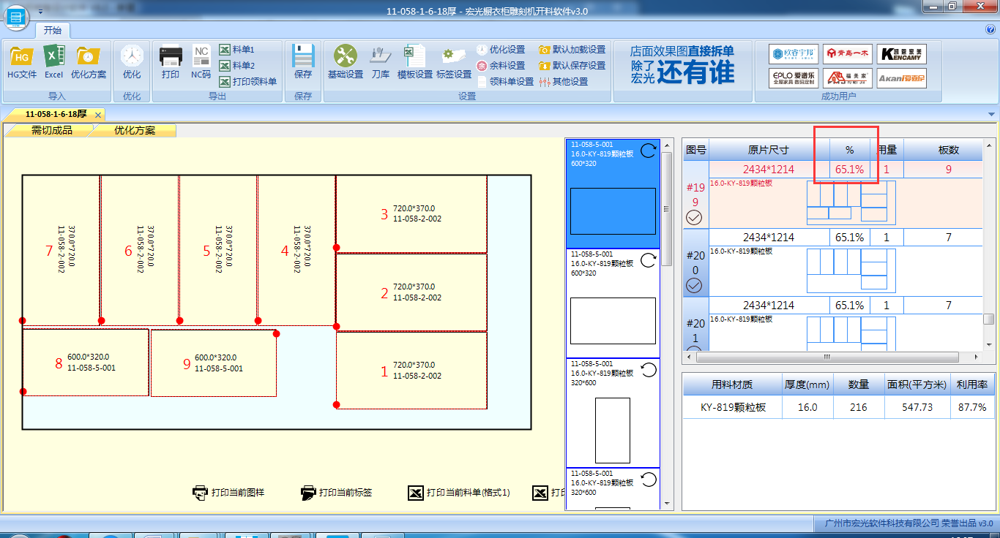 11-058-1-6-18厚 - 宏光橱衣柜雕刻机开料软件v3.0
开始
HG文件
Excel
优化方案
导入
优化
优化
打印
NC码
料单1
料单2
打印领料单
导出
保存
保存
基础设置
刀库
模板设置
标签设置
优化设置
余料设置
领料单设置
默认加载设置
默认保存设置
其他设置
设置
店面效果图直接拆单
除了
宏光
还有谁
欧睿宇邦
青岛一木
凯恩家美
KENCAMY
EPLO 爱谱乐
全屋家具 数码定制
福美家
Akani爱嘉尼
成功用户
11-058-1-6-18厚
需切成品
优化方案
7
370.0*720.0
11-058-2-002
6
370.0*720.0
11-058-2-002
5
370.0*720.0
11-058-2-002
4
370.0*720.0
11-058-2-002
3
720.0*370.0
11-058-2-002
2
720.0*370.0
11-058-2-002
1
720.0*370.0
11-058-2-002
8
600.0*320.0
11-058-5-001
9
600.0*320.0
11-058-5-001
打印当前图样
打印当前标签
打印当前料单(格式1)
11-058-5-001
16.0-KY-819颗粒板
600*320
11-058-5-001
16.0-KY-819颗粒板
600*320
11-058-5-001
16.0-KY-819颗粒板
320*600
11-058-5-001
16.0-KY-819颗粒板
320*600
图号 原片尺寸 % 用量 板数
#199 2434*1214 65.1% 1 9
16.0-KY-819颗粒板
#200 2434*1214 65.1% 1 7
16.0-KY-819颗粒板
#201 2434*1214 65.1% 1 7
16.0-KY-819颗粒板
用料材质 厚度(mm) 数量 面积(平方米) 利用率
KY-819颗粒板 16.0 216 547.73 87.7%
广州市宏光软件科技有限公司 荣誉出品 v3.0